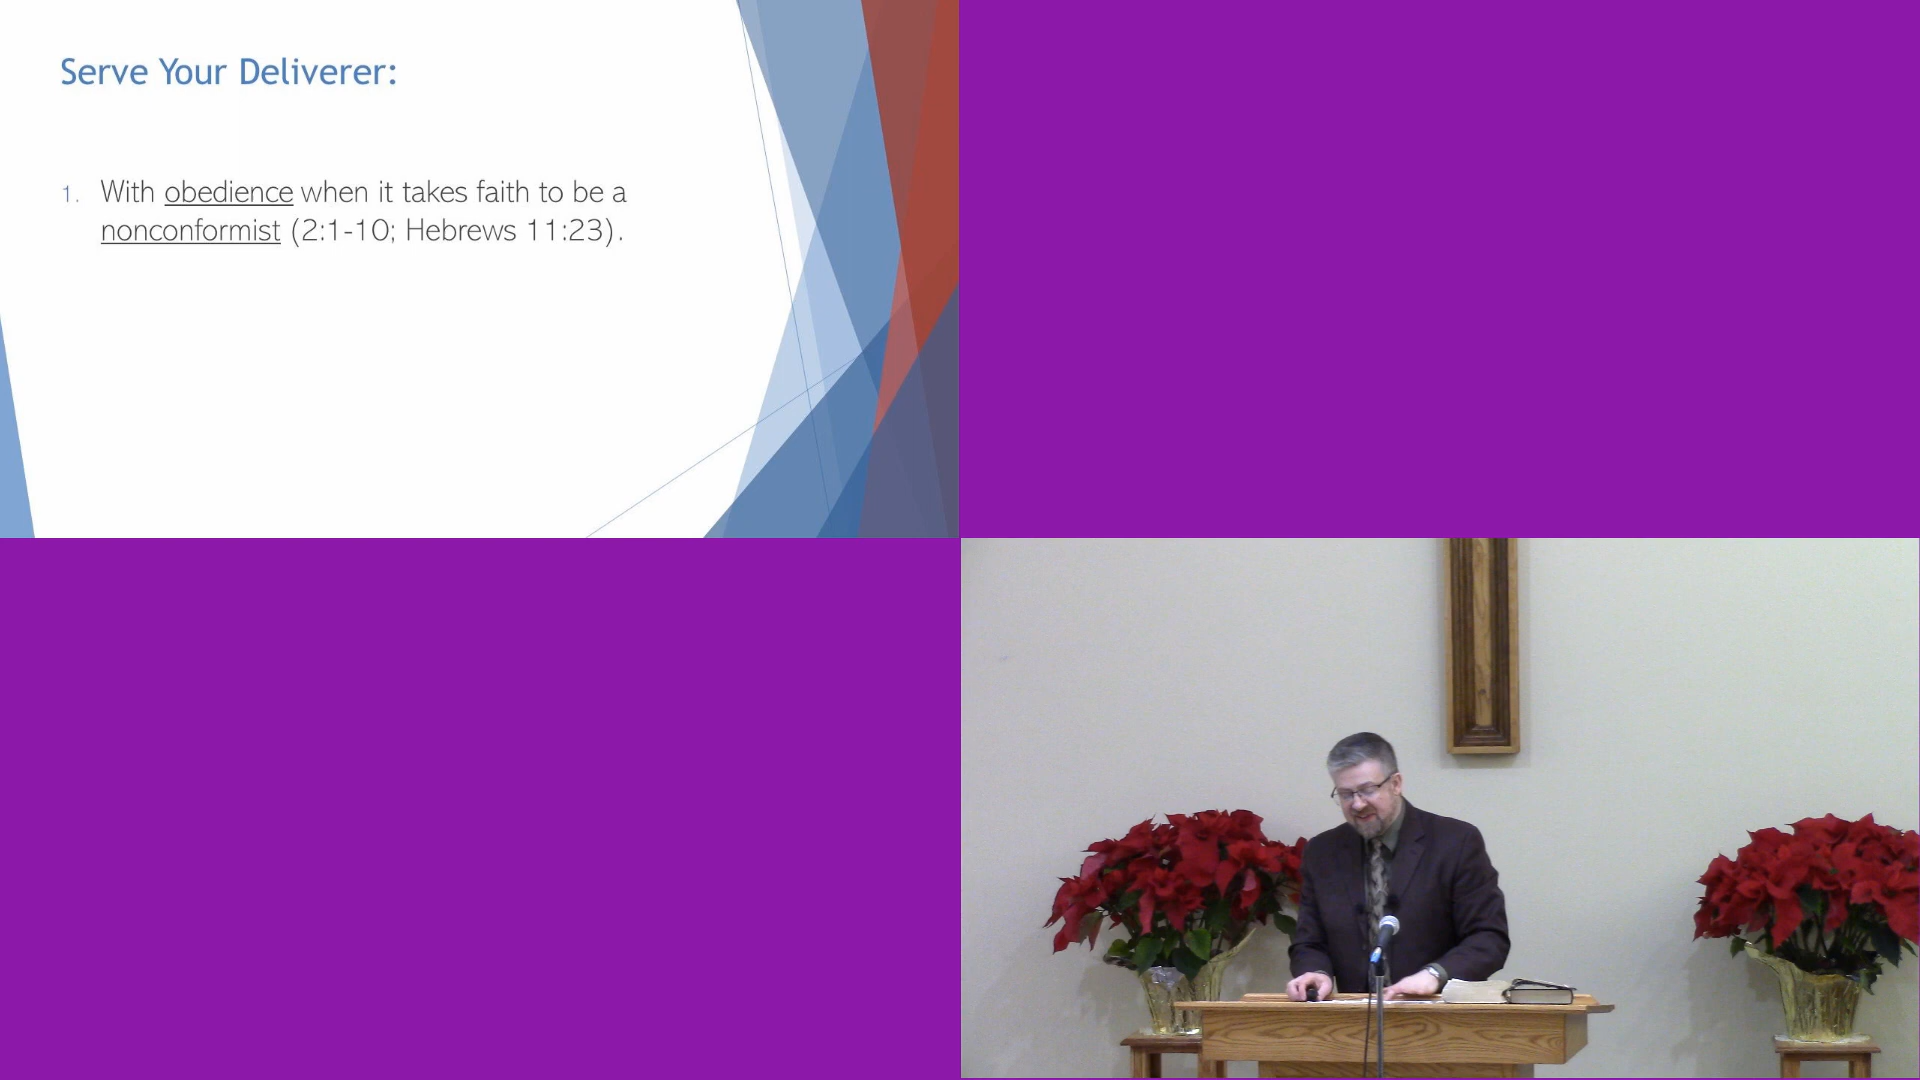 Serve Your Deliverer:
1. With obedience when it takes faith to be a
nonconformist (2:1-10; Hebrews 11:23).